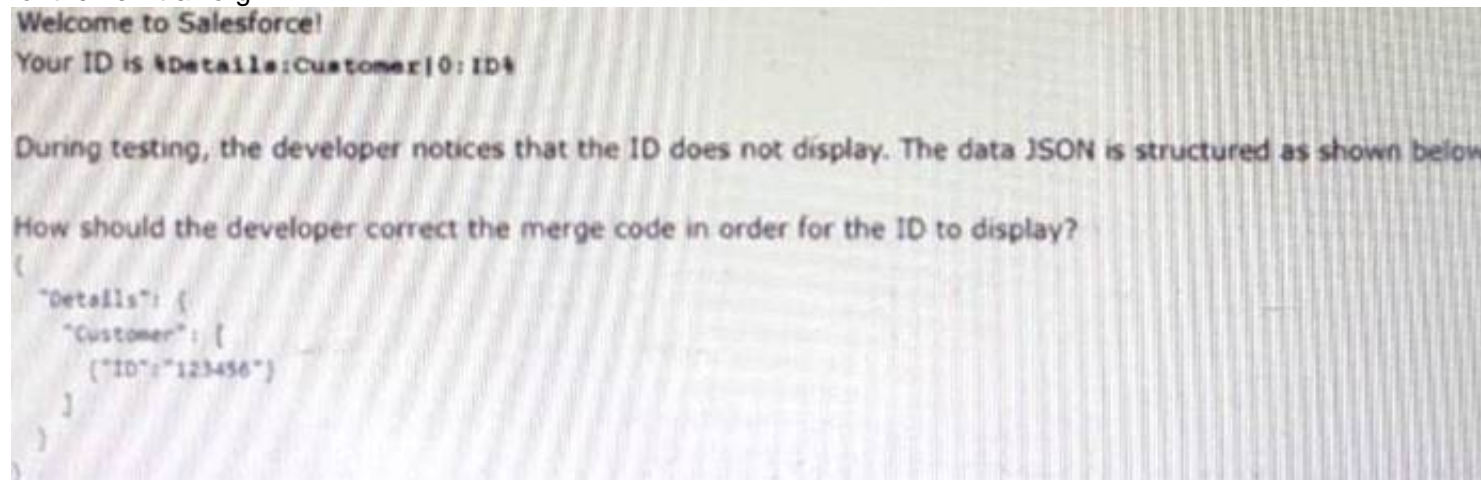 Welcome to Salesforce!
Your ID is %Details:Customer|0:ID%
During testing, the developer notices that the ID does not display. The data JSON is structured as shown below
How should the developer correct the merge code in order for the ID to display?
{
"Details": {
"Customer": [
{"ID":"123456"}
]
}
}